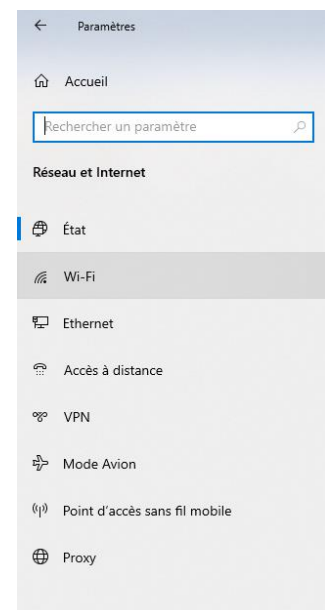 Paramètres
Accueil
Rechercher un paramètre
Réseau et Internet
État
Wi-Fi
Ethernet
Accès à distance
VPN
Mode Avion
Point d’accès sans fil mobile
Proxy